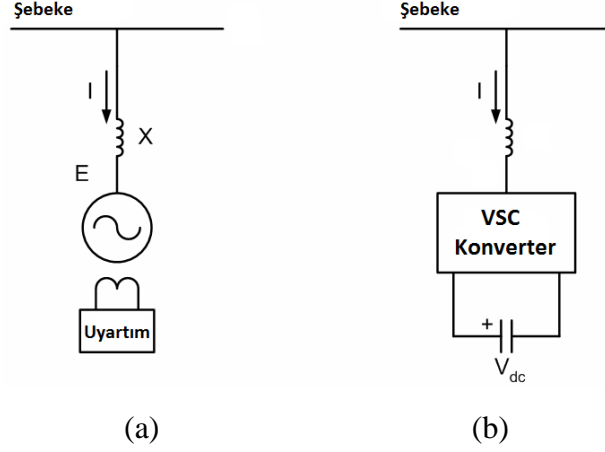 Şebeke
I
X
E
Uyartım
(a)
Şebeke
I
VSC
Konverter
+
Vdc
(b)